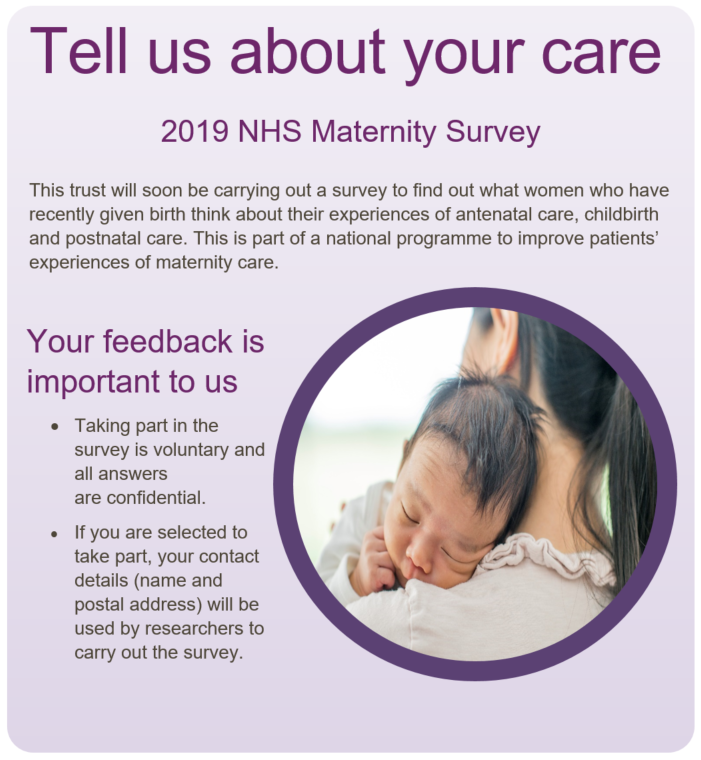 Tell us about your care
2019 NHS Maternity Survey
This trust will soon be carrying out a survey to find out what women who have
recently given birth think about their experiences of antenatal care, childbirth
and postnatal care. This is part of a national programme to improve patients’
experiences of maternity care.
Your feedback is
important to us
• Taking part in the
survey is voluntary and
all answers
are confidential.
• If you are selected to
take part, your contact
details (name and
postal address) will be
used by researchers to
carry out the survey.